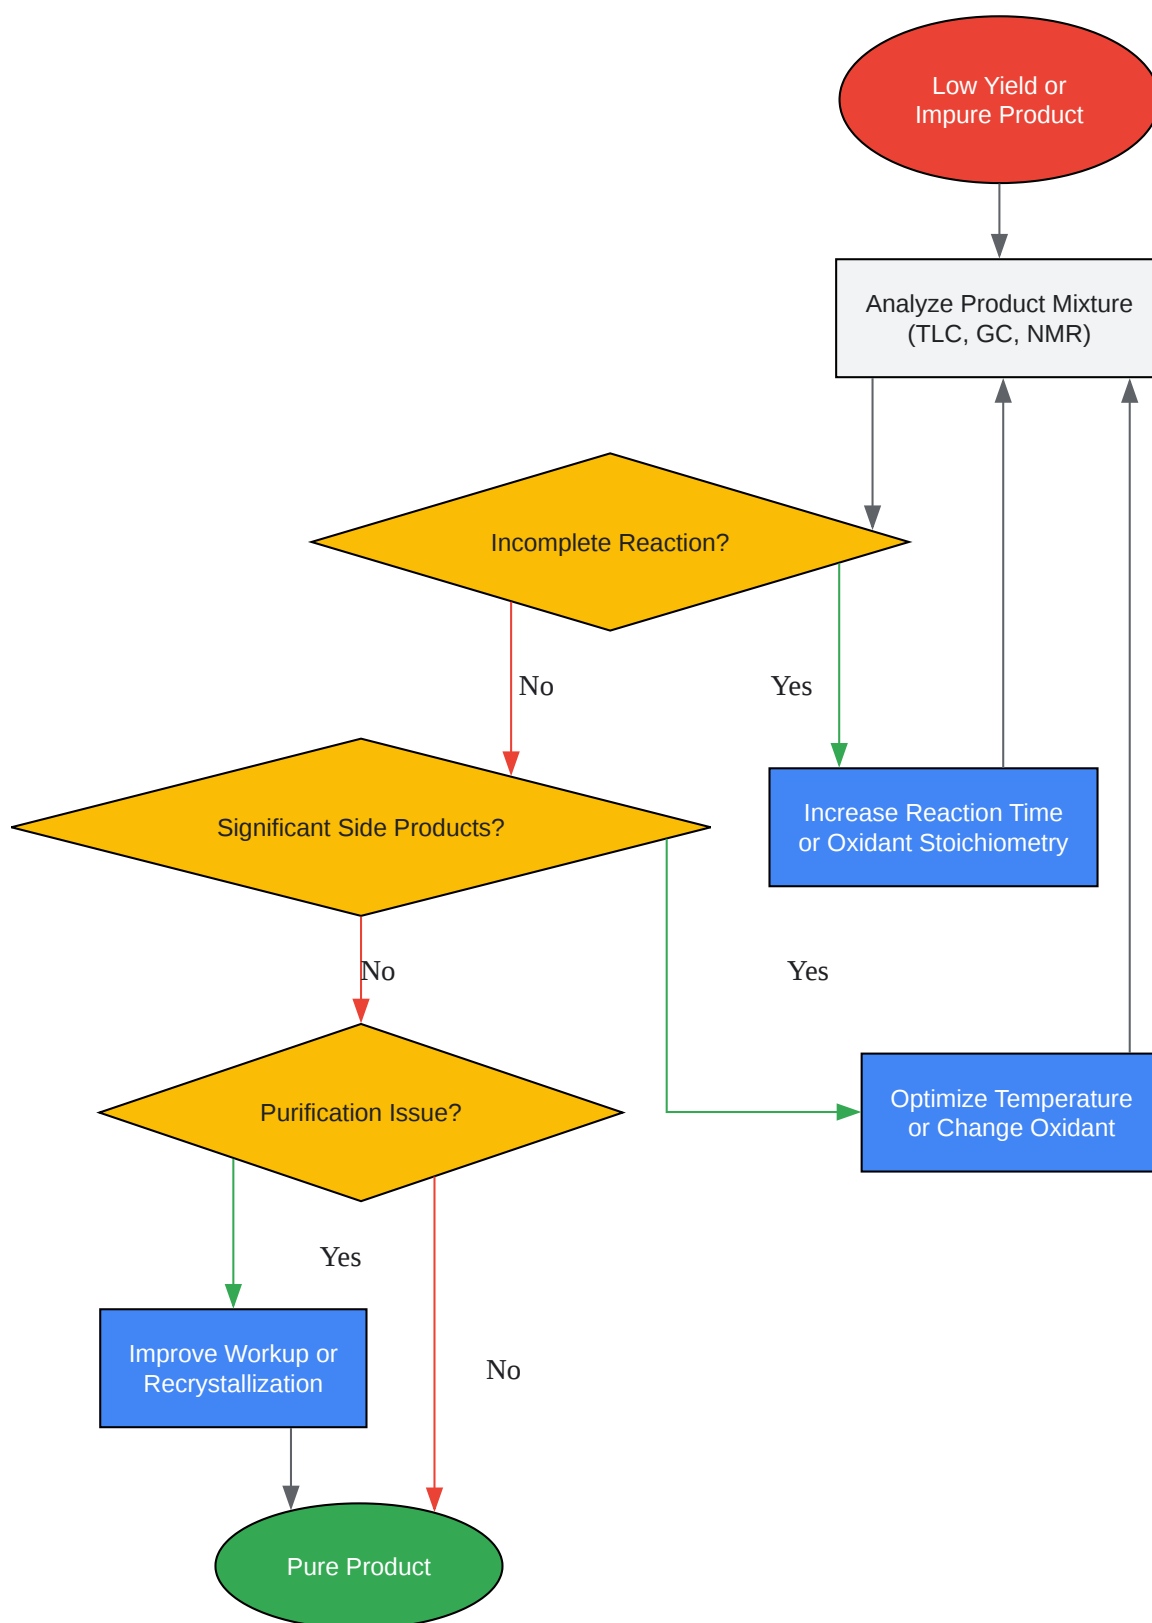 Low Yield or
Impure Product
Analyze Product Mixture
(TLC, GC, NMR)
Incomplete Reaction?
No
Yes
Significant Side Products?
Increase Reaction Time
or Oxidant Stoichiometry
No
Yes
Purification Issue?
Optimize Temperature
or Change Oxidant
Yes
Improve Workup or
Recrystallization
No
Pure Product